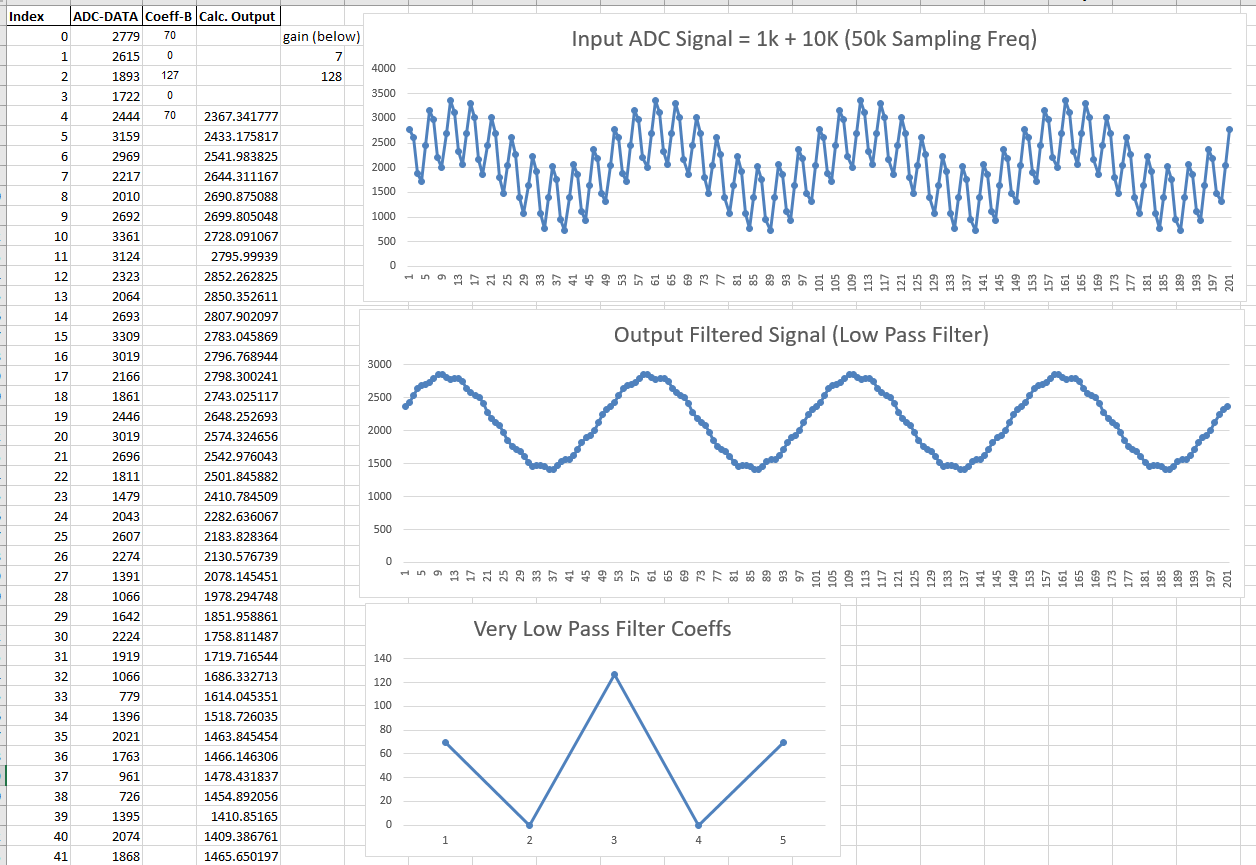 Index ADC-DATA Coeff-B Calc. Output
0 2779 70 gain (below)
1 2615 0 7
2 1893 127 128
3 1722 0
4 2444 70 2367.341777
5 3159 2433.175817
6 2969 2541.983825
7 2217 2644.311167
8 2010 2690.875088
9 2692 2699.805048
10 3361 2728.091067
11 3124 2795.99939
12 2323 2852.262825
13 2064 2850.352611
14 2693 2807.902097
15 3309 2783.045869
16 3019 2796.768944
17 2166 2798.300241
18 1861 2743.025117
19 2446 2648.252693
20 3019 2574.324656
21 2696 2542.976043
22 1811 2501.845882
23 1479 2410.784509
24 2043 2282.636067
25 2607 2183.828364
26 2274 2130.576739
27 1391 2078.145451
28 1066 1978.294748
29 1642 1851.958861
30 2224 1758.811487
31 1919 1719.716544
32 1066 1686.332713
33 779 1614.045351
34 1396 1518.726035
35 2021 1463.845454
36 1763 1466.146306
37 961 1478.431837
38 726 1454.892056
39 1395 1410.85165
40 2074 1409.386761
41 1868 1465.650197
Input ADC Signal = 1k + 10K (50k Sampling Freq)
4000
3500
3000
2500
2000
1500
1000
500
0
1 5 9 13 17 21 25 29 33 37 41 45 49 53 57 61 65 69 73 77 81 85 89 93 97 101 105 109 113 117 121 125 129 133 137 141 145 149 153 157 161 165 169 173 177 181 185 189 193 197 201
Output Filtered Signal (Low Pass Filter)
3000
2500
2000
1500
1000
500
0
1 5 9 13 17 21 25 29 33 37 41 45 49 53 57 61 65 69 73 77 81 85 89 93 97 101 105 109 113 117 121 125 129 133 137 141 145 149 153 157 161 165 169 173 177 181 185 189 193 197 201
Very Low Pass Filter Coeffs
140
120
100
80
60
40
20
0
1 2 3 4 5